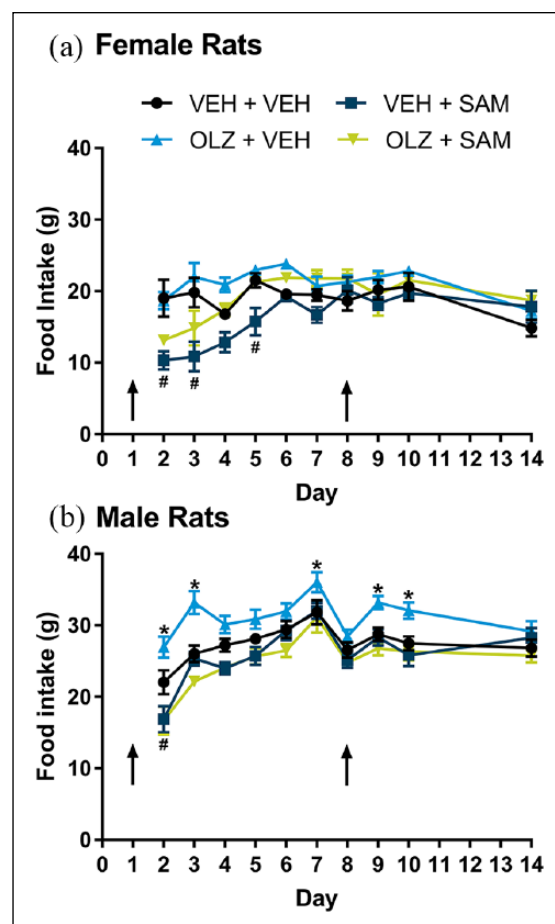 (a) Female Rats
VEH + VEH VEH + SAM
OLZ + VEH OLZ + SAM
40
30
20
10
0
Food Intake (g)
# # #
0 1 2 3 4 5 6 7 8 9 10 11 12 13 14
Day
(b) Male Rats
40
30
20
10
0
Food intake (g)
* * * * *
#
0 1 2 3 4 5 6 7 8 9 10 11 12 13 14
Day